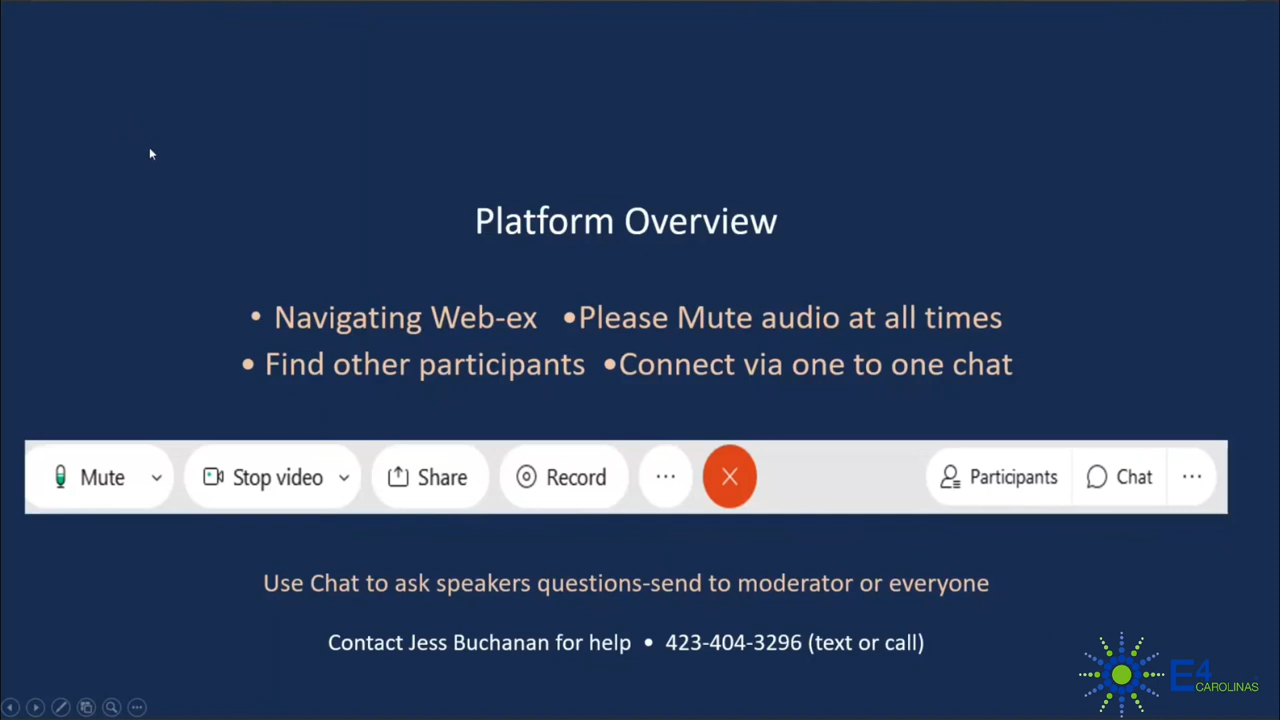 Platform Overview
• Navigating Web-ex •Please Mute audio at all times
• Find other participants •Connect via one to one chat
Mute Stop video Share Record ... X Participants Chat ...
Use Chat to ask speakers questions-send to moderator or everyone
Contact Jess Buchanan for help • 423-404-3296 (text or call)
E4
CAROLINAS